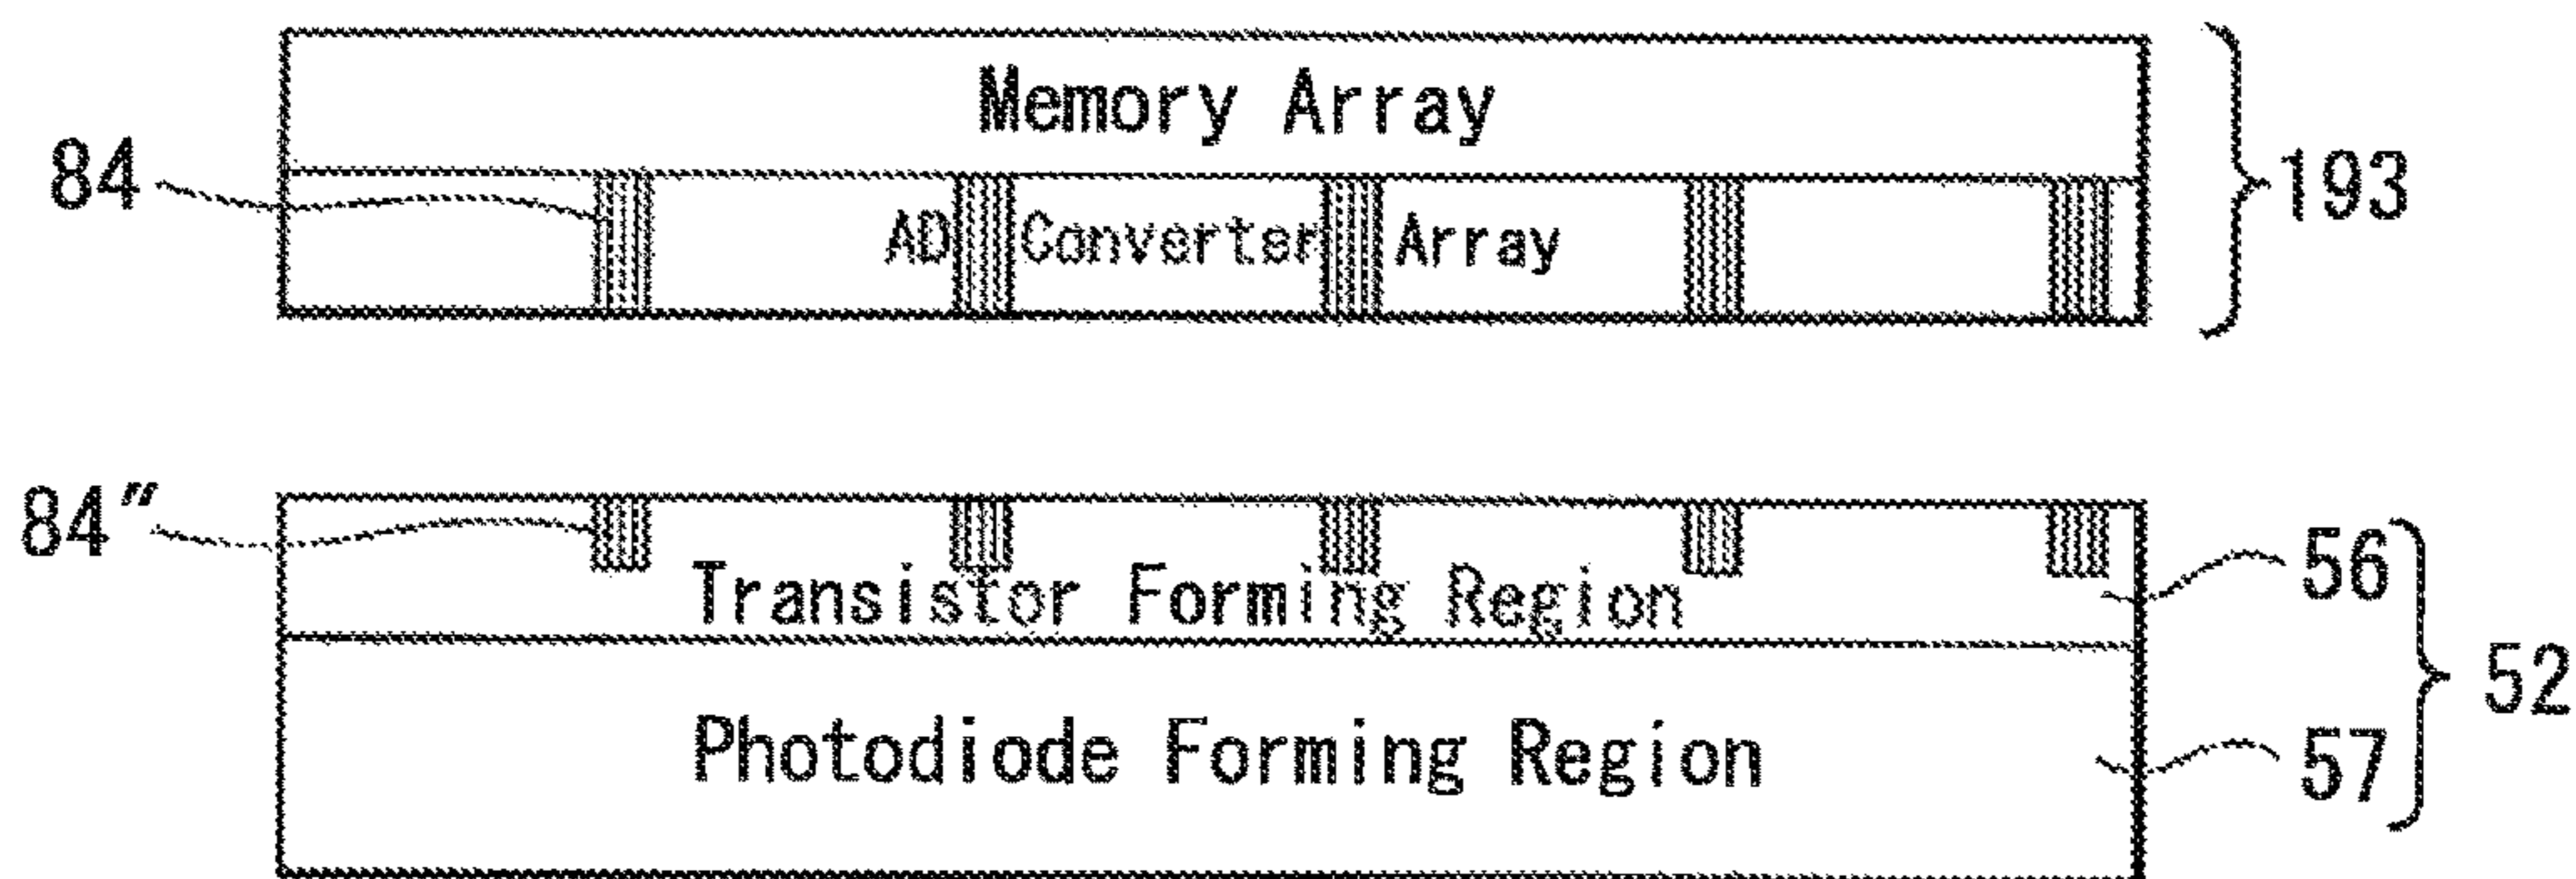 Memory Array
84
193
AD Converter Array
84″
56
Transistor Forming Region
52
Photodiode Forming Region
57